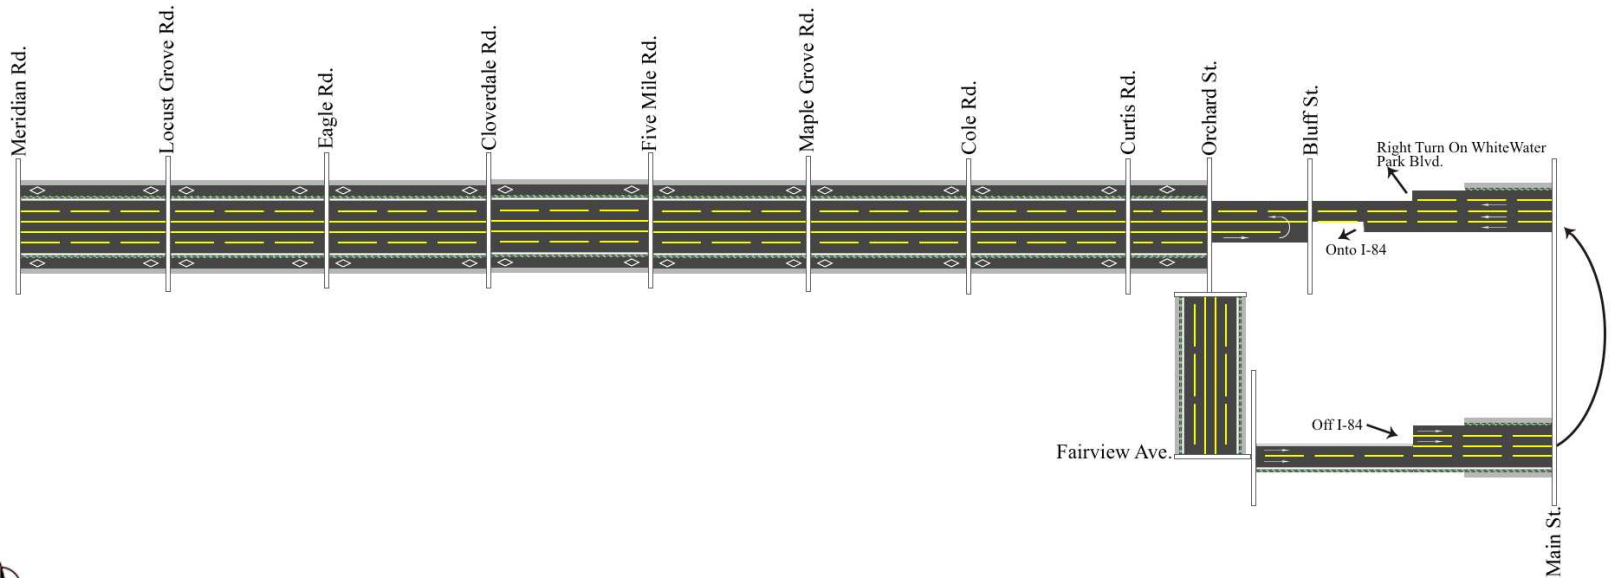 Meridian Rd.
Locust Grove Rd.
Eagle Rd.
Cloverdale Rd.
Five Mile Rd.
Maple Grove Rd.
Cole Rd.
Curtis Rd.
Orchard St.
Bluff St.
Right Turn On WhiteWater
Park Blvd.
Onto I-84
Off I-84
Fairview Ave.
Main St.